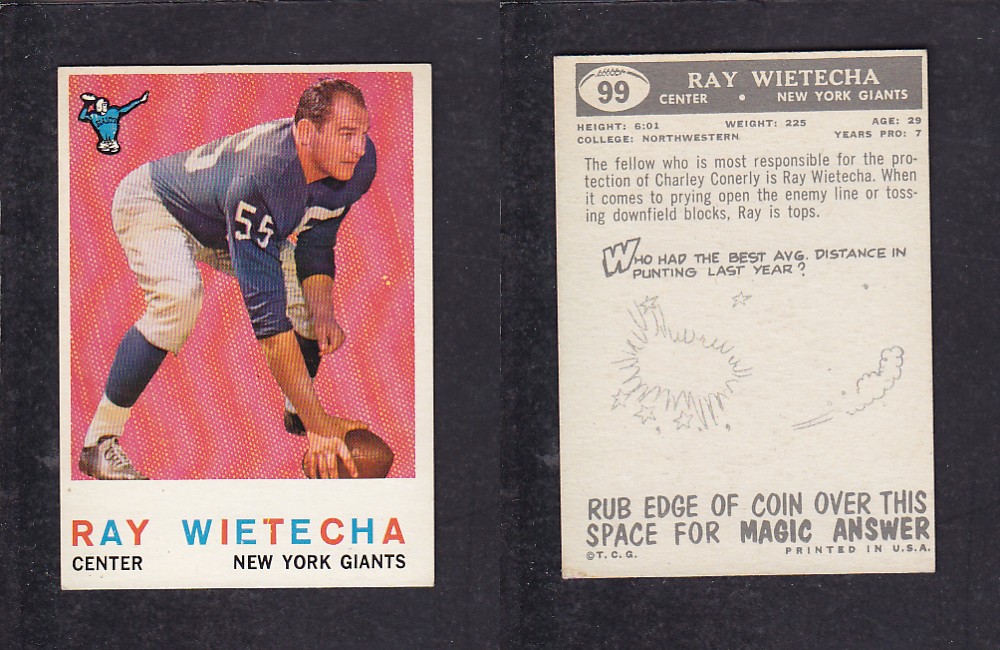 55
55
RAY WIETECHA
CENTER NEW YORK GIANTS
99
RAY WIETECHA
CENTER • NEW YORK GIANTS
HEIGHT: 6:01 WEIGHT: 225 AGE: 29
COLLEGE: NORTHWESTERN YEARS PRO: 7
The fellow who is most responsible for the pro-
tection of Charley Conerly is Ray Wietecha. When
it comes to prying open the enemy line or toss-
ing downfield blocks, Ray is tops.
WHO HAD THE BEST AVG. DISTANCE IN
PUNTING LAST YEAR?
RUB EDGE OF COIN OVER THIS
SPACE FOR MAGIC ANSWER
©T.C.G. PRINTED IN U.S.A.